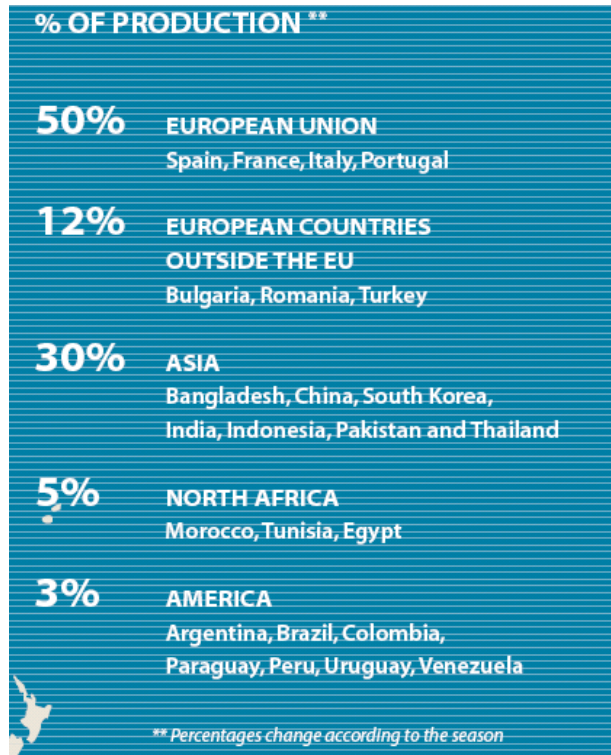 % OF PRODUCTION **
50% EUROPEAN UNION
Spain, France, Italy, Portugal
12% EUROPEAN COUNTRIES
OUTSIDE THE EU
Bulgaria, Romania, Turkey
30% ASIA
Bangladesh, China, South Korea,
India, Indonesia, Pakistan and Thailand
5% NORTH AFRICA
Morocco, Tunisia, Egypt
3% AMERICA
Argentina, Brazil, Colombia,
Paraguay, Peru, Uruguay, Venezuela
** Percentages change according to the season